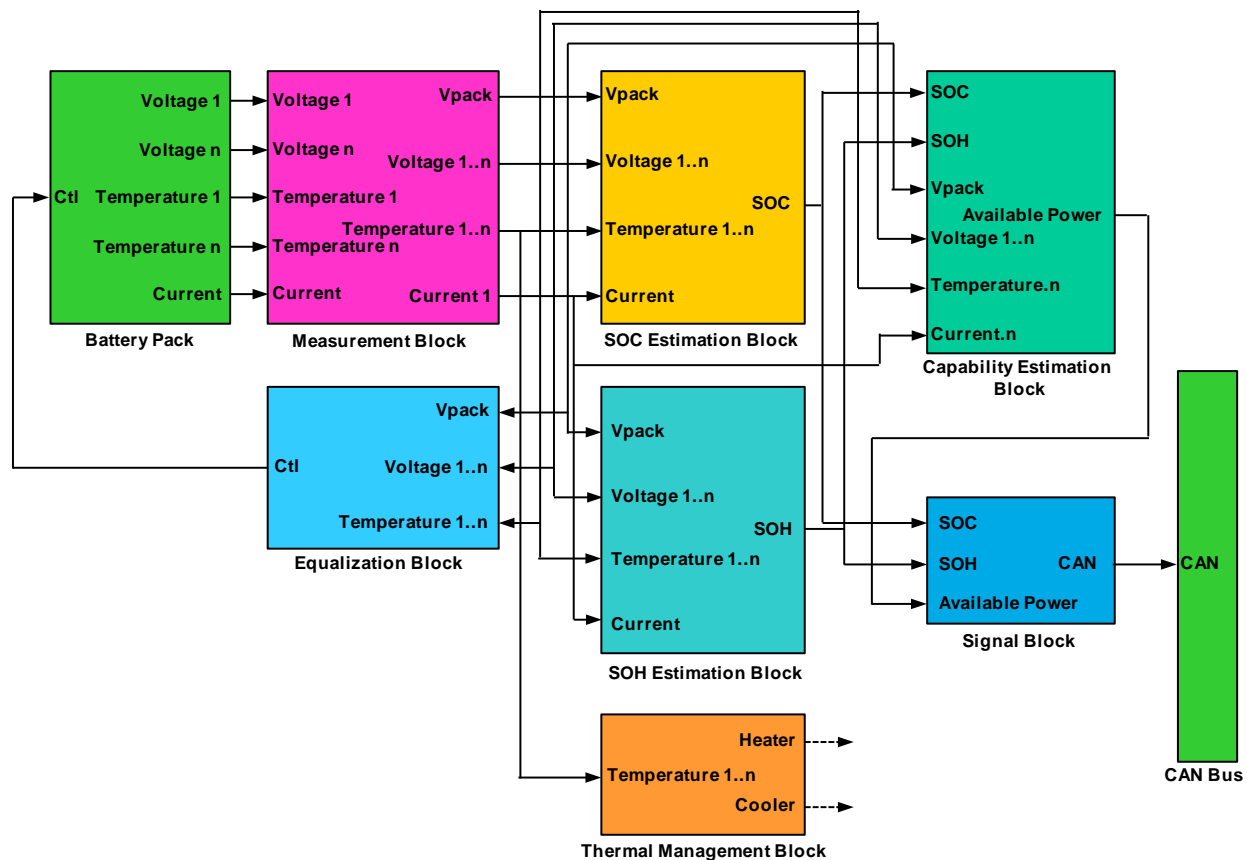 Voltage 1
Voltage n
Ctl
Temperature 1
Temperature n
Current
Battery Pack
Voltage 1
Vpack
Voltage n
Voltage 1..n
Temperature 1
Temperature 1..n
Temperature n
Current
Current 1
Measurement Block
Vpack
Voltage 1..n
SOC
Temperature 1..n
Current
SOC Estimation Block
SOC
SOH
Vpack
Available Power
Voltage 1..n
Temperature.n
Current.n
Capability Estimation
Block
Vpack
Ctl
Voltage 1..n
Temperature 1..n
Equalization Block
Vpack
Voltage 1..n
SOH
Temperature 1..n
Current
SOH Estimation Block
SOC
SOH
CAN
Available Power
Signal Block
CAN
CAN Bus
Heater
Temperature 1..n
Cooler
Thermal Management Block